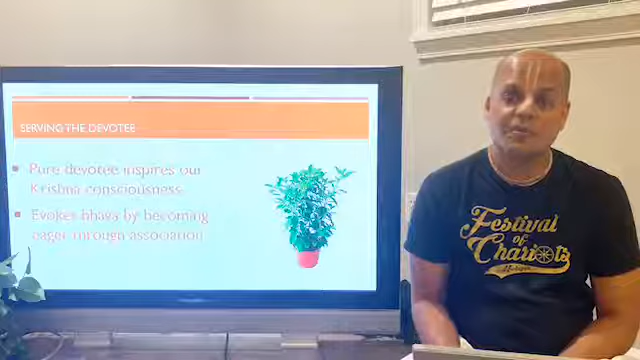 SERVING THE DEVOTEE
Pure devotee inspires our
Krishna consciousness
Evokes bhava by becoming
eager through association
Festival
of
Chariots